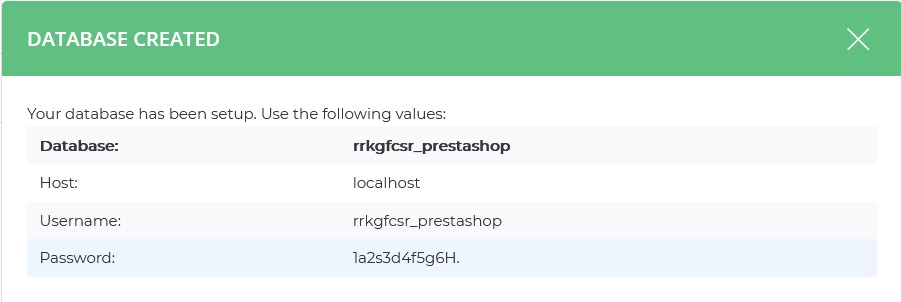 DATABASE CREATED
Your database has been setup. Use the following values:
Database: rrkgfcsr_prestashop
Host: localhost
Username: rrkgfcsr_prestashop
Password: 1a2s3d4f5g6H.